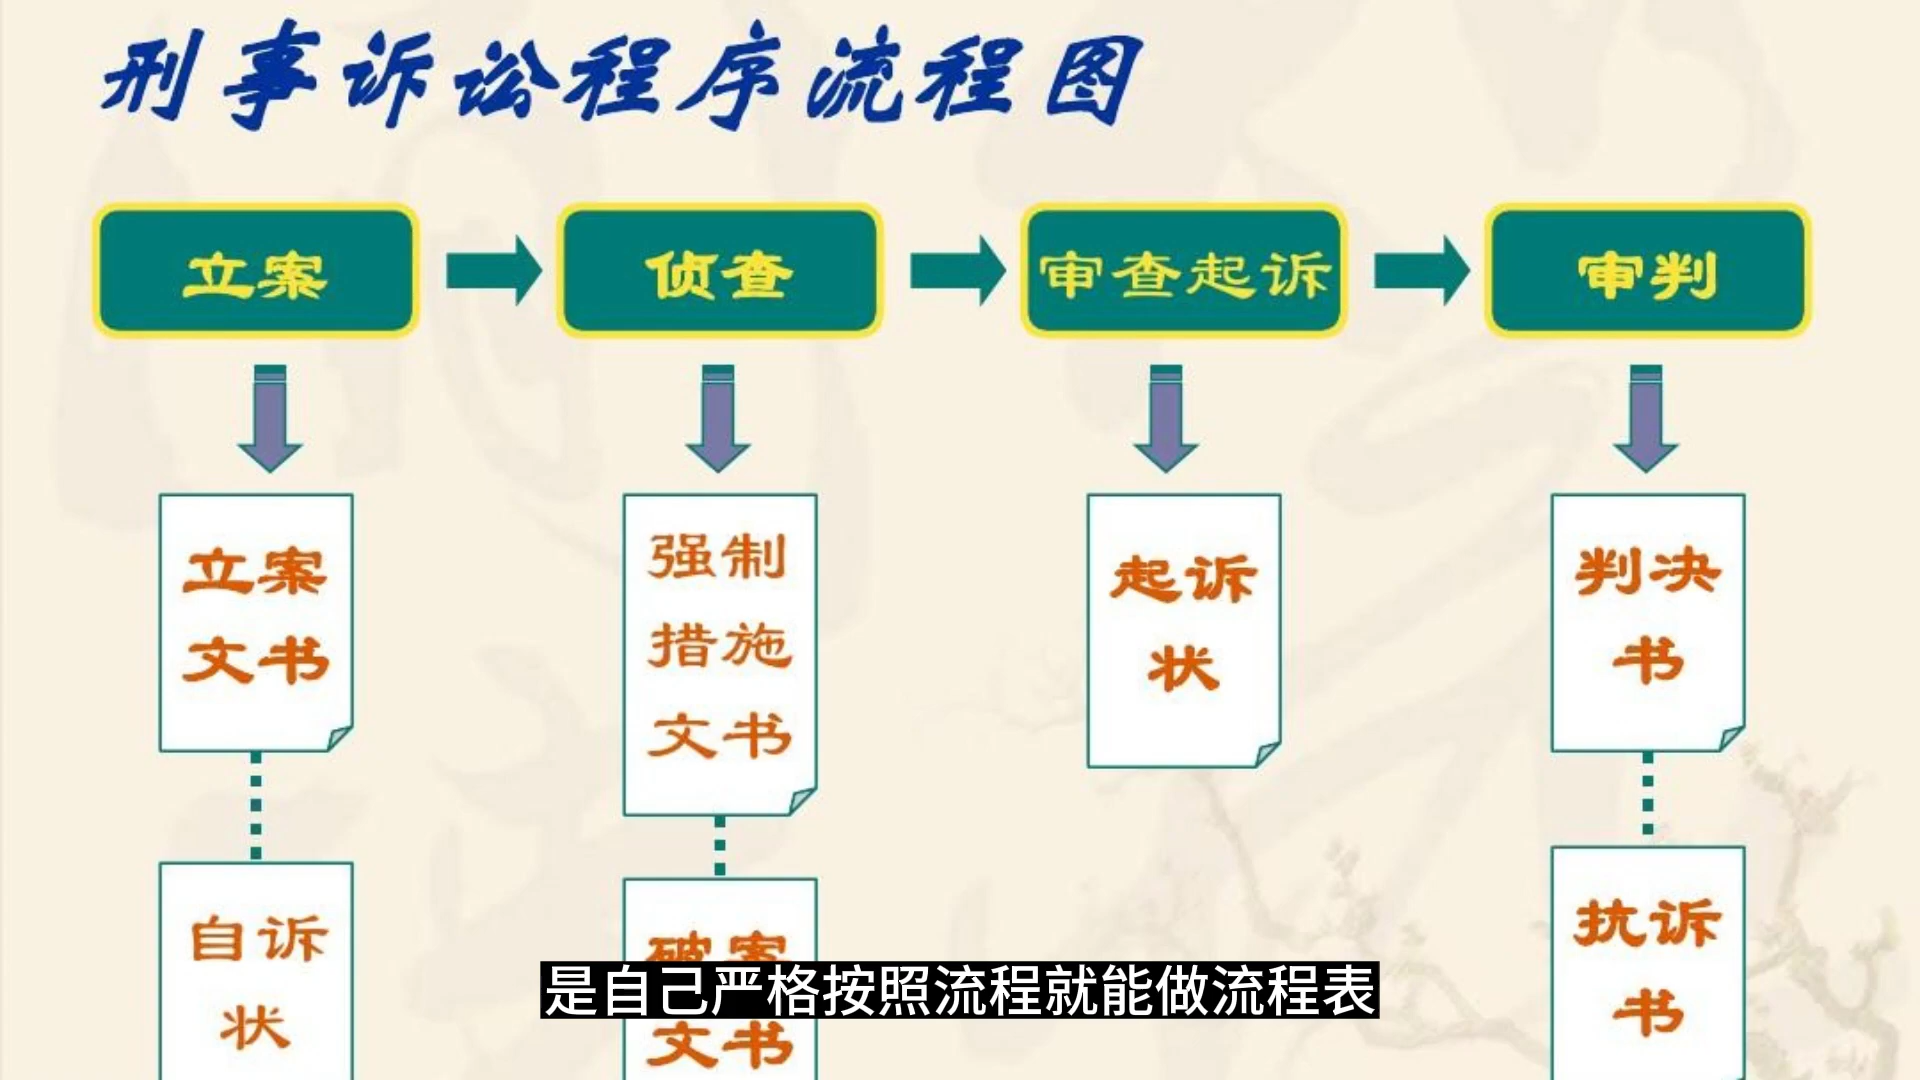 刑事诉讼程序流程图
立案
侦查
审查起诉
审判
立案
文书
强制
措施
文书
起诉
状
判决
书
自诉
状
破案
文书
抗诉
书
是自己严格按照流程就能做流程表